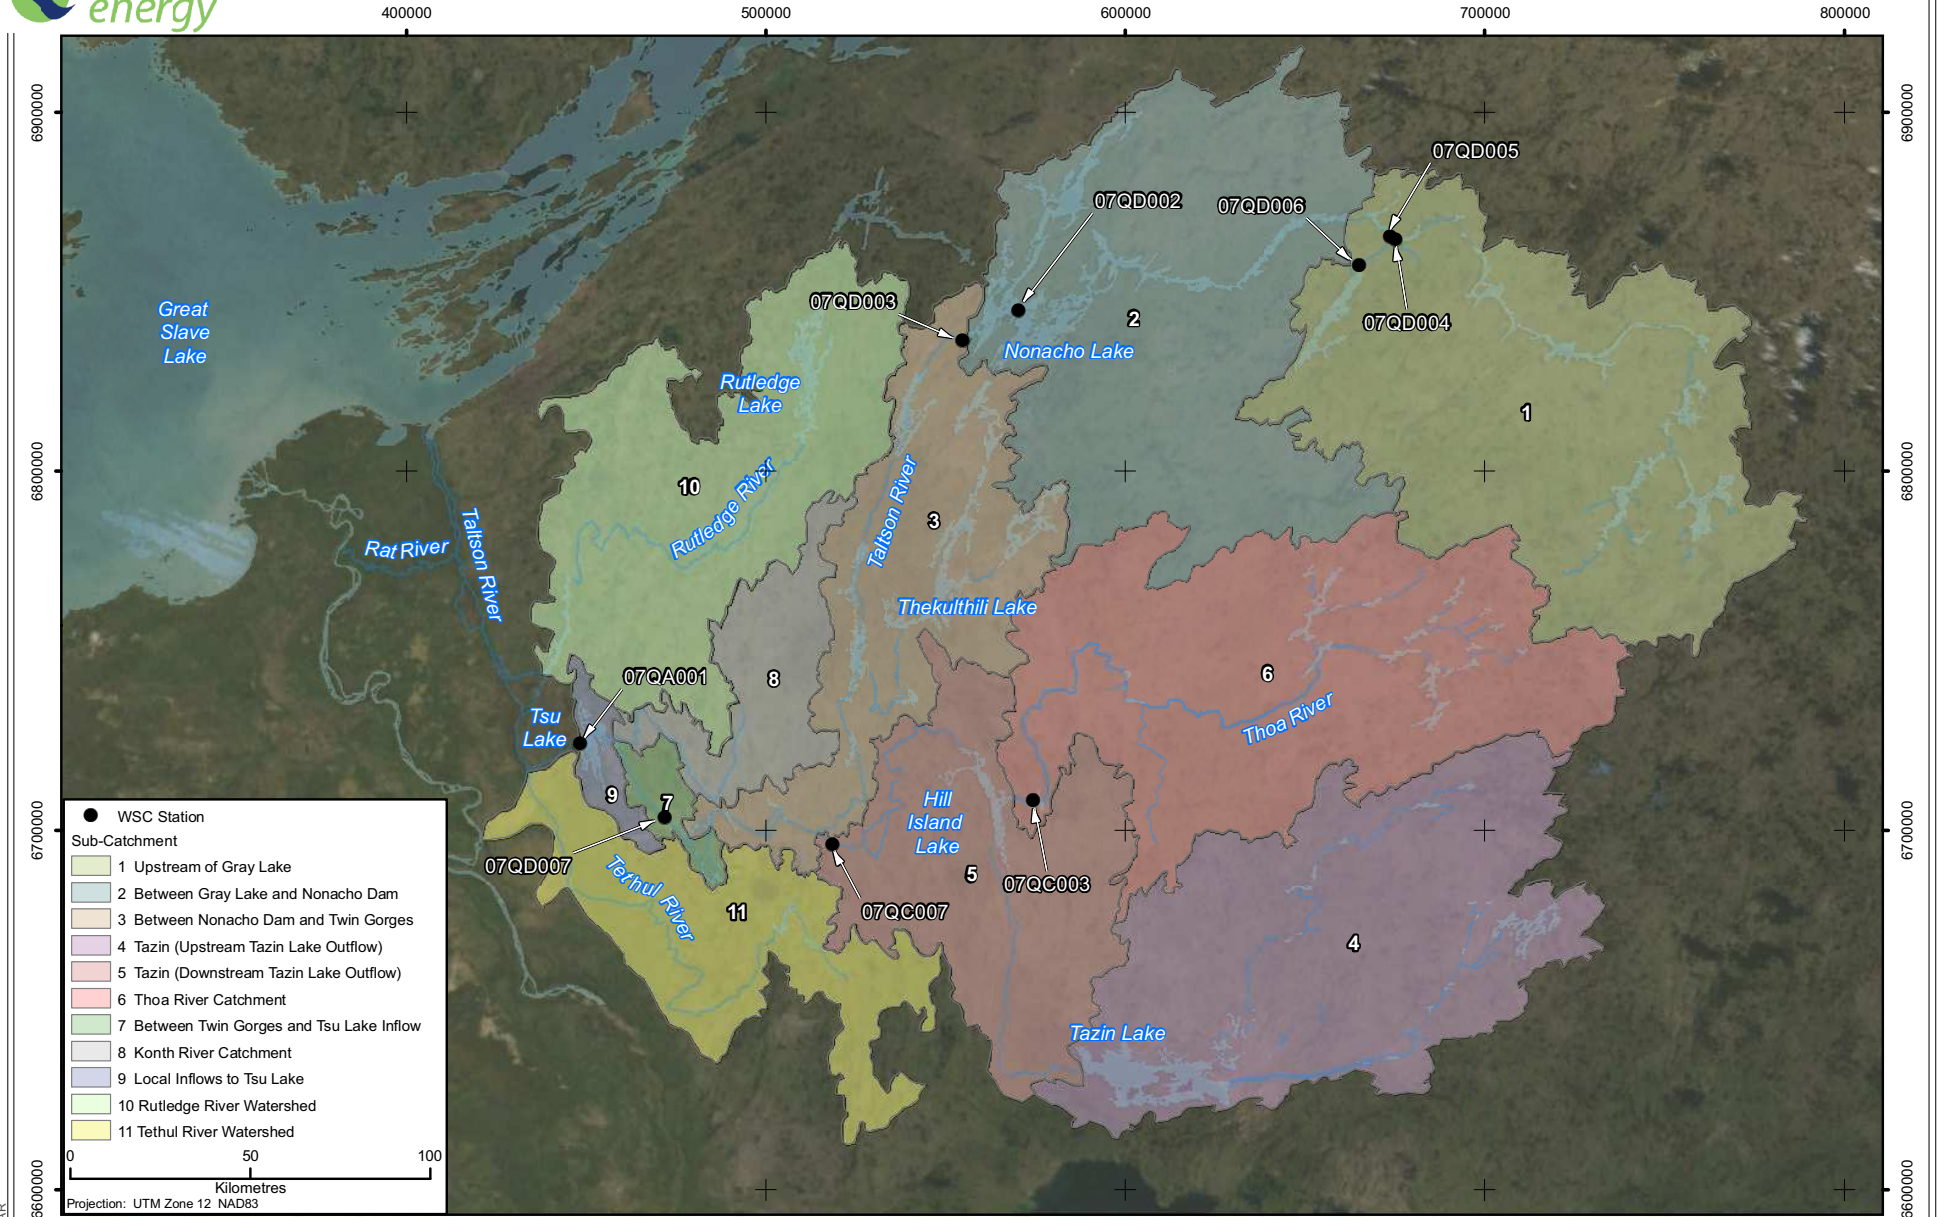 energy
400000
500000
600000
700000
800000
6900000
6900000
07QD005
07QD002
07QD006
07QD003
07QD004
Great
Slave
Lake
2
Nonacho Lake
Rutledge
Lake
1
6800000
6800000
10
Rutledge River
Taltson River
3
Rat River
Taltson River
Thekulthili Lake
07QA001
8
6
Thoa River
Tsu
Lake
9
7
Hill
Island
Lake
6700000
6700000
07QD007
5
07QC003
Tethul River
11
07QC007
4
Tazin Lake
WSC Station
Sub-Catchment
1 Upstream of Gray Lake
2 Between Gray Lake and Nonacho Dam
3 Between Nonacho Dam and Twin Gorges
4 Tazin (Upstream Tazin Lake Outflow)
5 Tazin (Downstream Tazin Lake Outflow)
6 Thoa River Catchment
7 Between Twin Gorges and Tsu Lake Inflow
8 Konth River Catchment
9 Local Inflows to Tsu Lake
10 Rutledge River Watershed
11 Tethul River Watershed
0 50 100
Kilometres
Projection: UTM Zone 12 NAD83
6600000
6600000